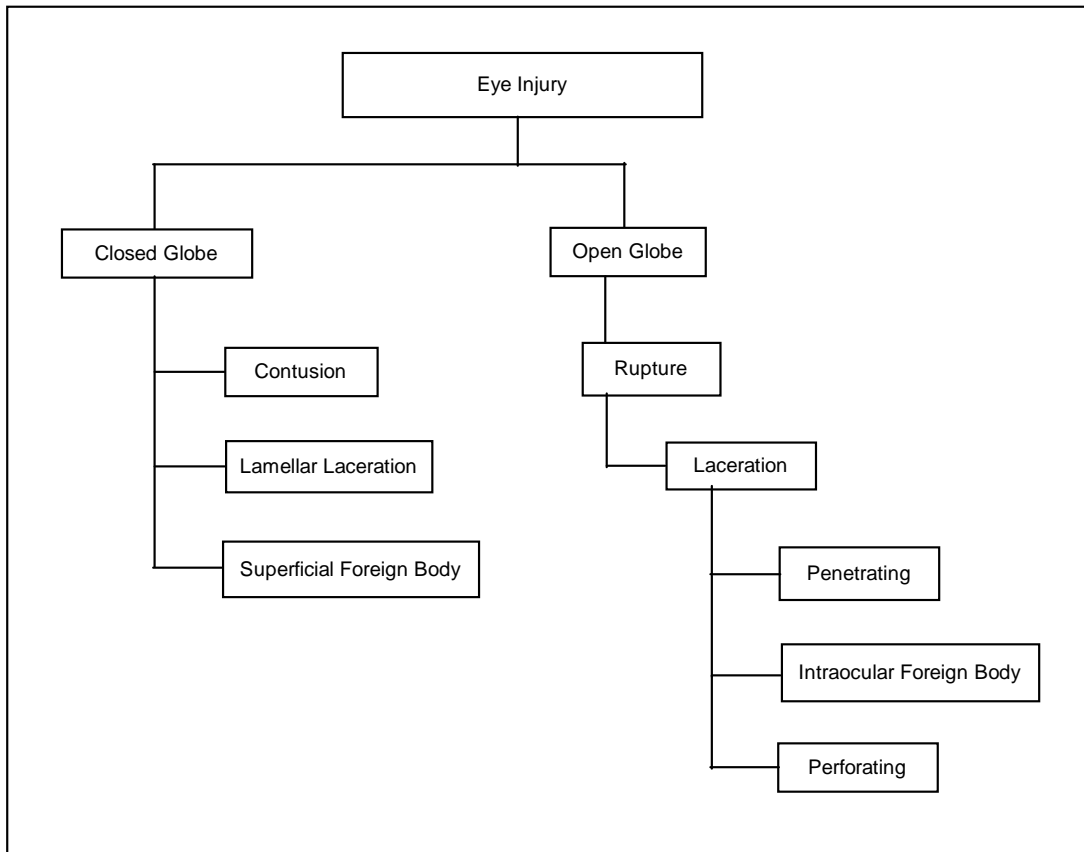 Eye Injury
Closed Globe
Open Globe
Contusion
Rupture
Lamellar Laceration
Laceration
Superficial Foreign Body
Penetrating
Intraocular Foreign Body
Perforating